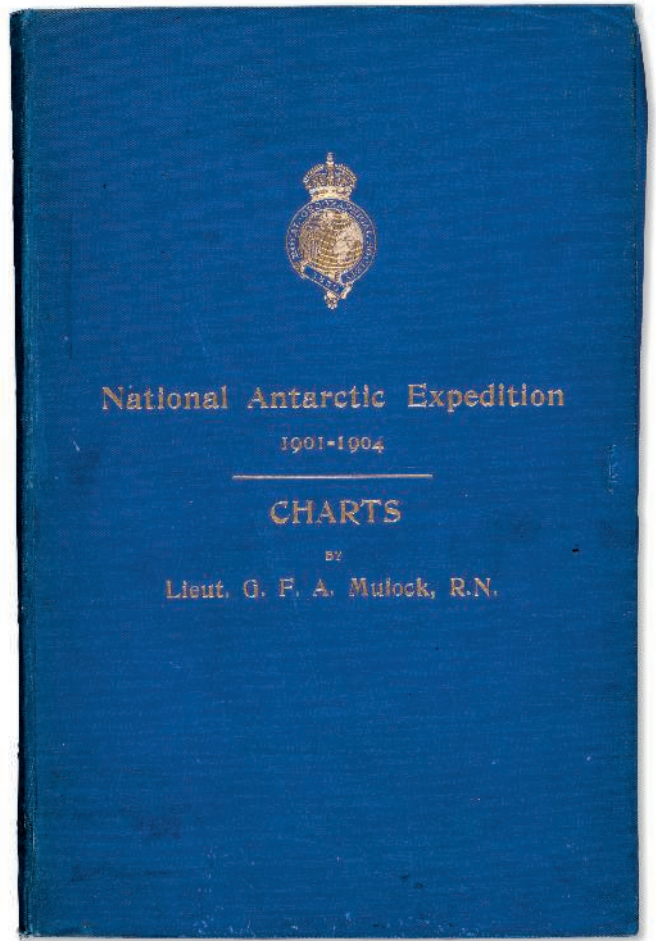 National Antarctic Expedition
1901-1904
CHARTS
BY
Lieut. G. F. A. Mulock, R.N.